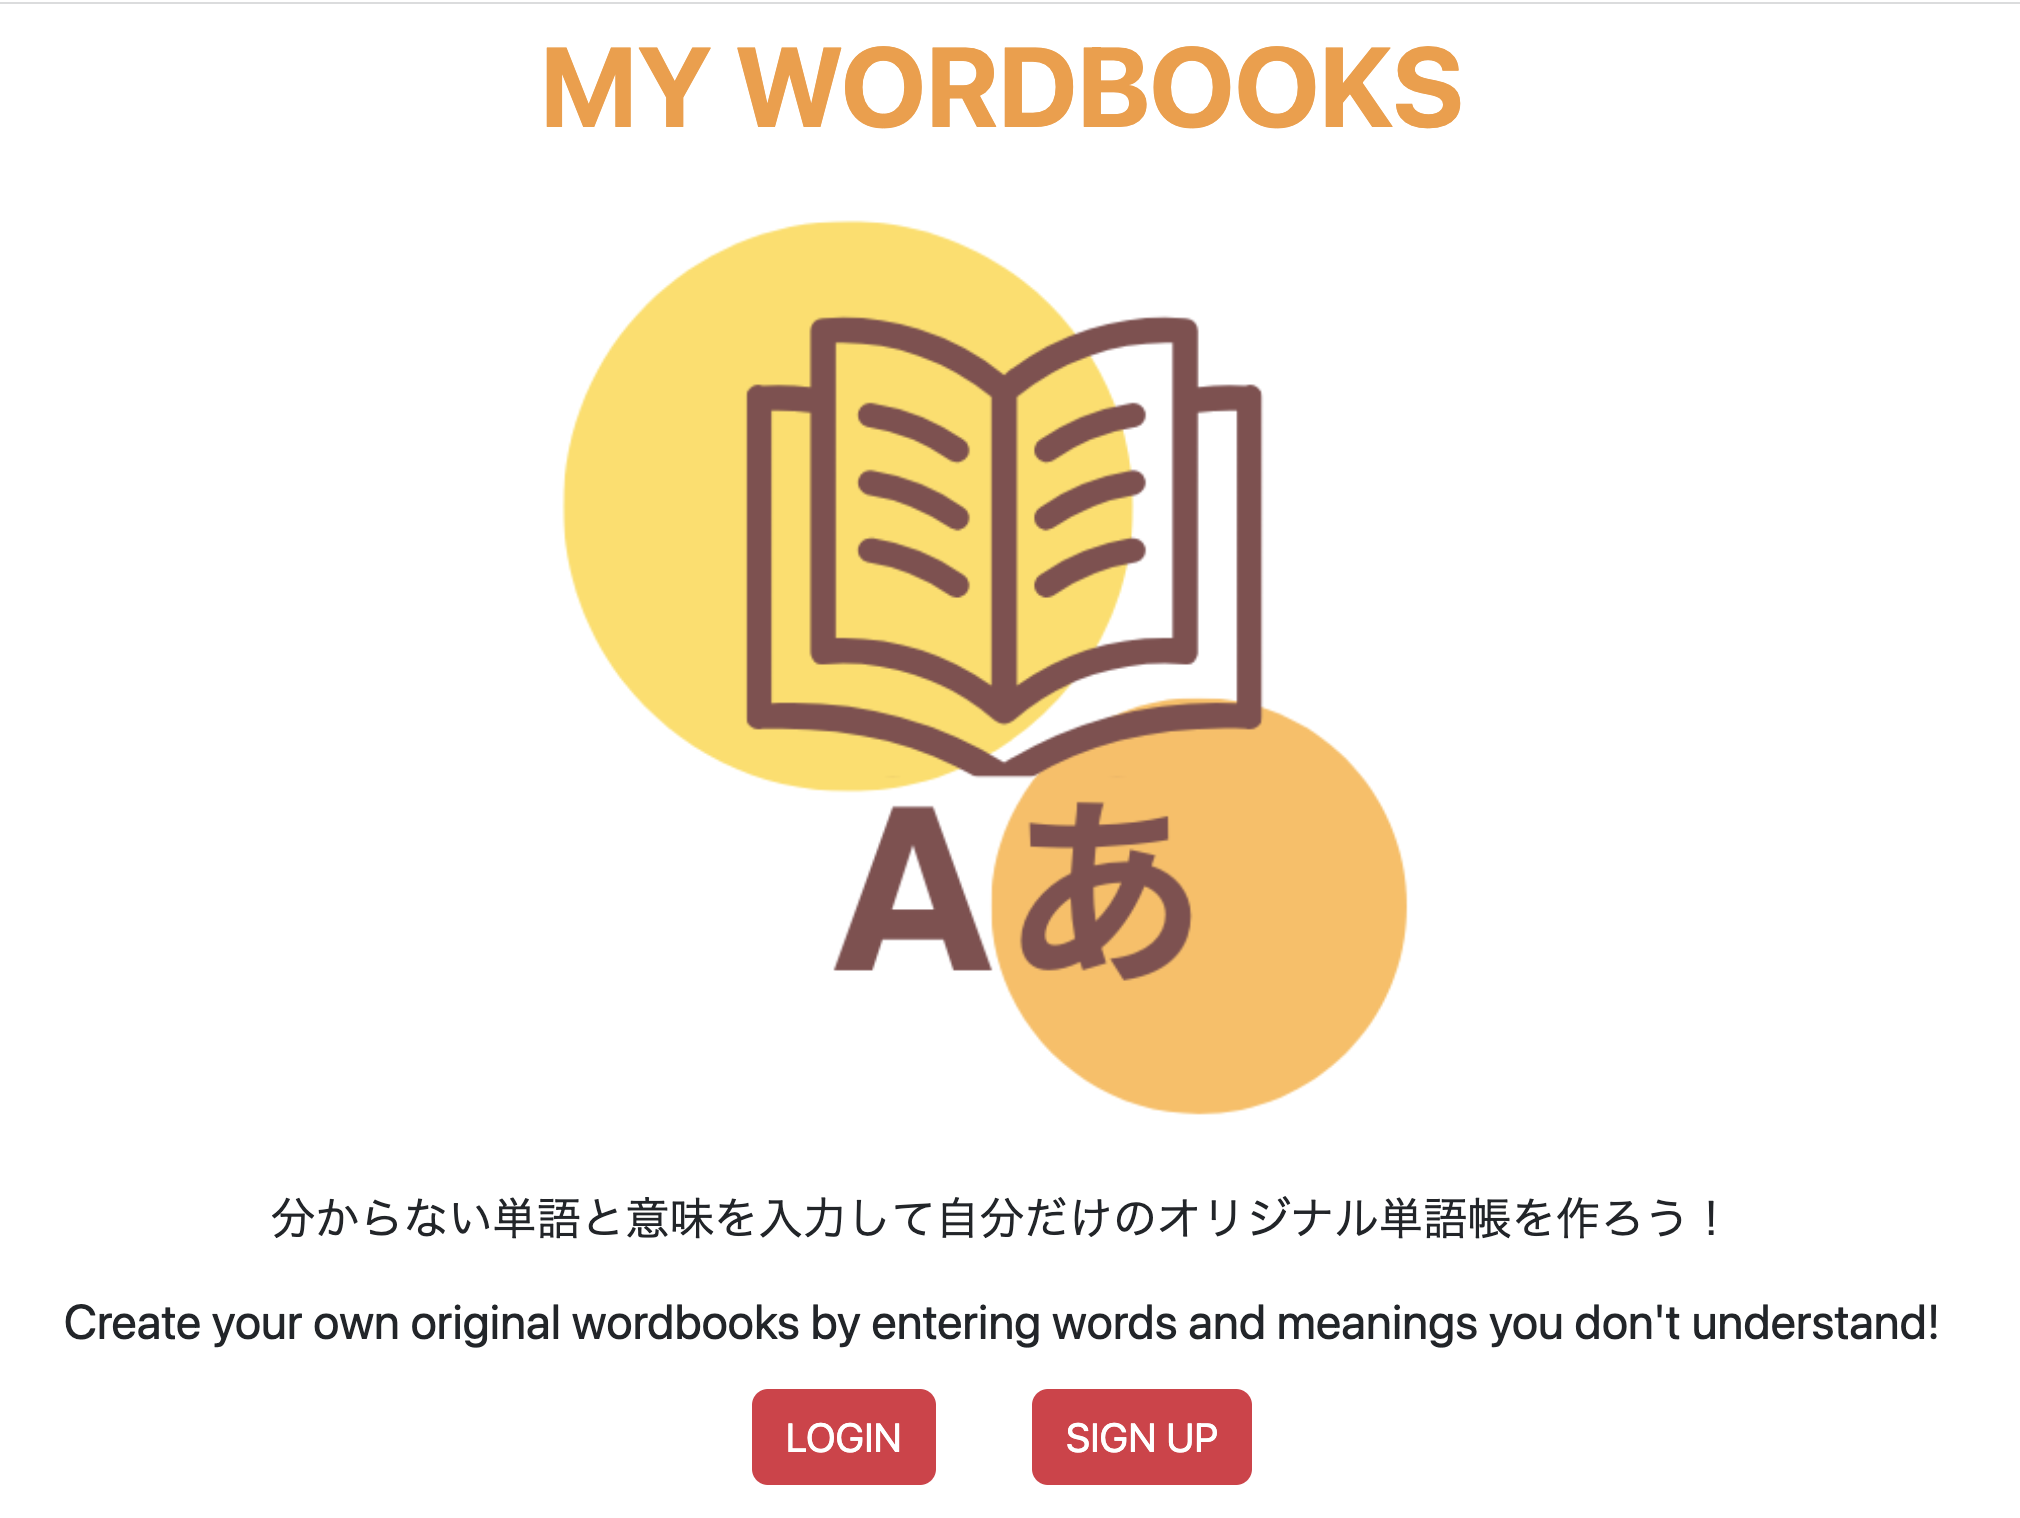 MY WORDBOOKS
Aあ
分からない単語と意味を入力して自分だけのオリジナル単語帳を作ろう！
Create your own original wordbooks by entering words and meanings you don't understand!
LOGIN
SIGN UP